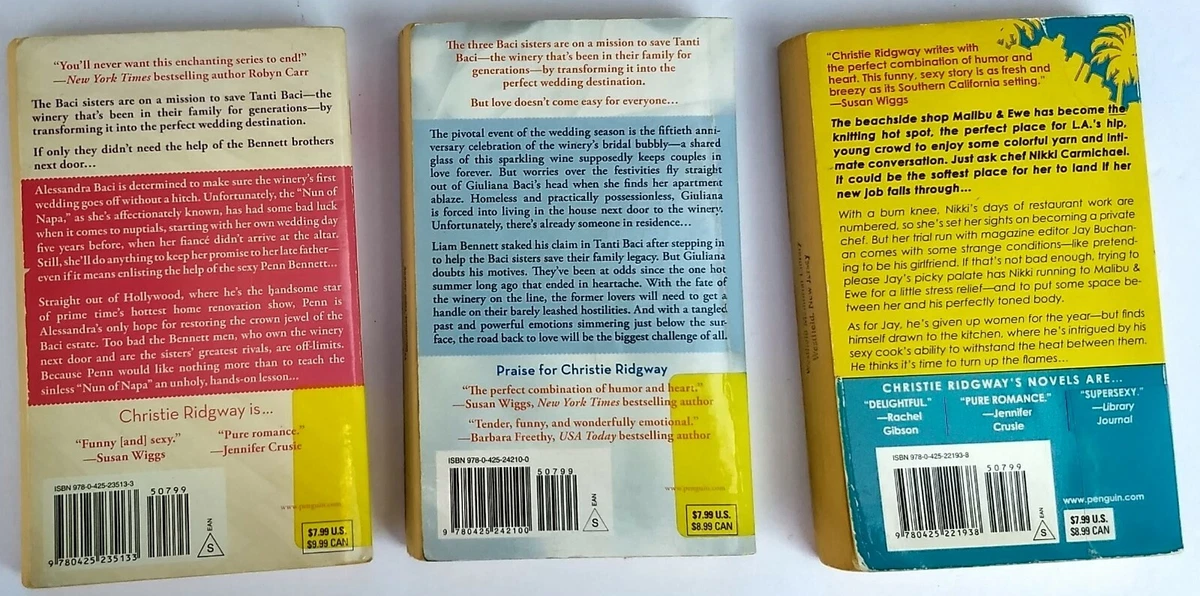 “You’ll never want this enchanting series to end!”
—New York Times bestselling author Robyn Carr
The Baci sisters are on a mission to save Tanti Baci—the
winery that’s been in their family for generations—by
transforming it into the perfect wedding destination.
If only they didn’t need the help of the Bennett brothers
next door...
Alessandra Baci is determined to make sure the winery’s first
wedding goes off without a hitch. Unfortunately, the “Nun of
Napa,” as she’s affectionately known, has had some bad luck
when it comes to nuptials, starting with her own wedding day
five years before, when her fiancé didn’t arrive at the altar.
Still, she’ll do anything to keep her promise to her late father—
even if it means enlisting the help of the sexy Penn Bennett...
Straight out of Hollywood, where he’s the handsome star
of prime time’s hottest home renovation show, Penn is
Alessandra’s only hope for restoring the crown jewel of the
Baci estate. Too bad the Bennett men, who own the winery
next door and are the sisters’ greatest rivals, are off-limits.
Because Penn would like nothing more than to teach the
sinless “Nun of Napa” an unholy, hands-on lesson...
Christie Ridgway is...
“Funny [and] sexy.”
—Susan Wiggs
“Pure romance.”
—Jennifer Crusie
ISBN 978-0-425-23513-3
50799
9 780425 235133
EAN
S
www.penguin.com
$7.99 U.S.
$9.99 CAN
The three Baci sisters are on a mission to save Tanti
Baci—the winery that’s been in their family for
generations—by transforming it into the
perfect wedding destination.
But love doesn’t come easy for everyone...
The pivotal event of the wedding season is the fiftieth anni-
versary celebration of the winery’s bridal bubbly—a shared
glass of this sparkling wine supposedly keeps couples in
love forever. But worries over the festivities fly straight
out of Giuliana Baci’s head when she finds her apartment
ablaze. Homeless and practically possessionless, Giuliana
is forced into living in the house next door to the winery.
Unfortunately, there’s already someone in residence...
Liam Bennett staked his claim in Tanti Baci after stepping in
to help the Baci sisters save their family legacy. But Giuliana
doubts his motives. They’ve been at odds since the one hot
summer long ago that ended in heartache. With the fate of
the winery on the line, the former lovers will need to get a
handle on their barely leashed hostilities. And with a tangled
past and powerful emotions simmering just below the sur-
face, the road back to love will be the biggest challenge of all.
Praise for Christie Ridgway
“The perfect combination of humor and heart.”
—Susan Wiggs, New York Times bestselling author
“Tender, funny, and wonderfully emotional.”
—Barbara Freethy, USA Today bestselling author
ISBN 978-0-425-24210-0
50799
9 780425 242100
EAN
S
www.penguin.com
$7.99 U.S.
$8.99 CAN
“Christie Ridgway writes with
the perfect combination of humor and
heart. This funny, sexy story is as fresh and
breezy as its Southern California setting.”
—Susan Wiggs
The beachside shop Malibu & Ewe has become the
knitting hot spot, the perfect place for L.A.’s hip,
young crowd to enjoy some colorful yarn and inti-
mate conversation. Just ask chef Nikki Carmichael.
It could be the softest place for her to land if her
new job falls through...
With a bum knee, Nikki’s days of restaurant work are
numbered, so she’s set her sights on becoming a private
chef. But her trial run with magazine editor Jay Buchan-
an comes with some strange conditions—like pretend-
ing to be his girlfriend. If that’s not bad enough, trying to
please Jay’s picky palate has Nikki running to Malibu &
Ewe for a little stress relief—and to put some space be-
tween her and his perfectly toned body.
As for Jay, he’s given up women for the year—but finds
himself drawn to the kitchen, where he’s intrigued by his
sexy cook’s ability to withstand the heat between them.
He thinks it’s time to turn up the flames...
CHRISTIE RIDGWAY’S NOVELS ARE...
“DELIGHTFUL.”
—Rachel
Gibson
“PURE ROMANCE.”
—Jennifer
Crusie
“SUPERSEXY.”
—Library
Journal
ISBN 978-0-425-22193-8
50799
9 780425 221938
EAN
S
www.penguin.com
$7.99 U.S.
$8.99 CAN
Westfield, New Jersey